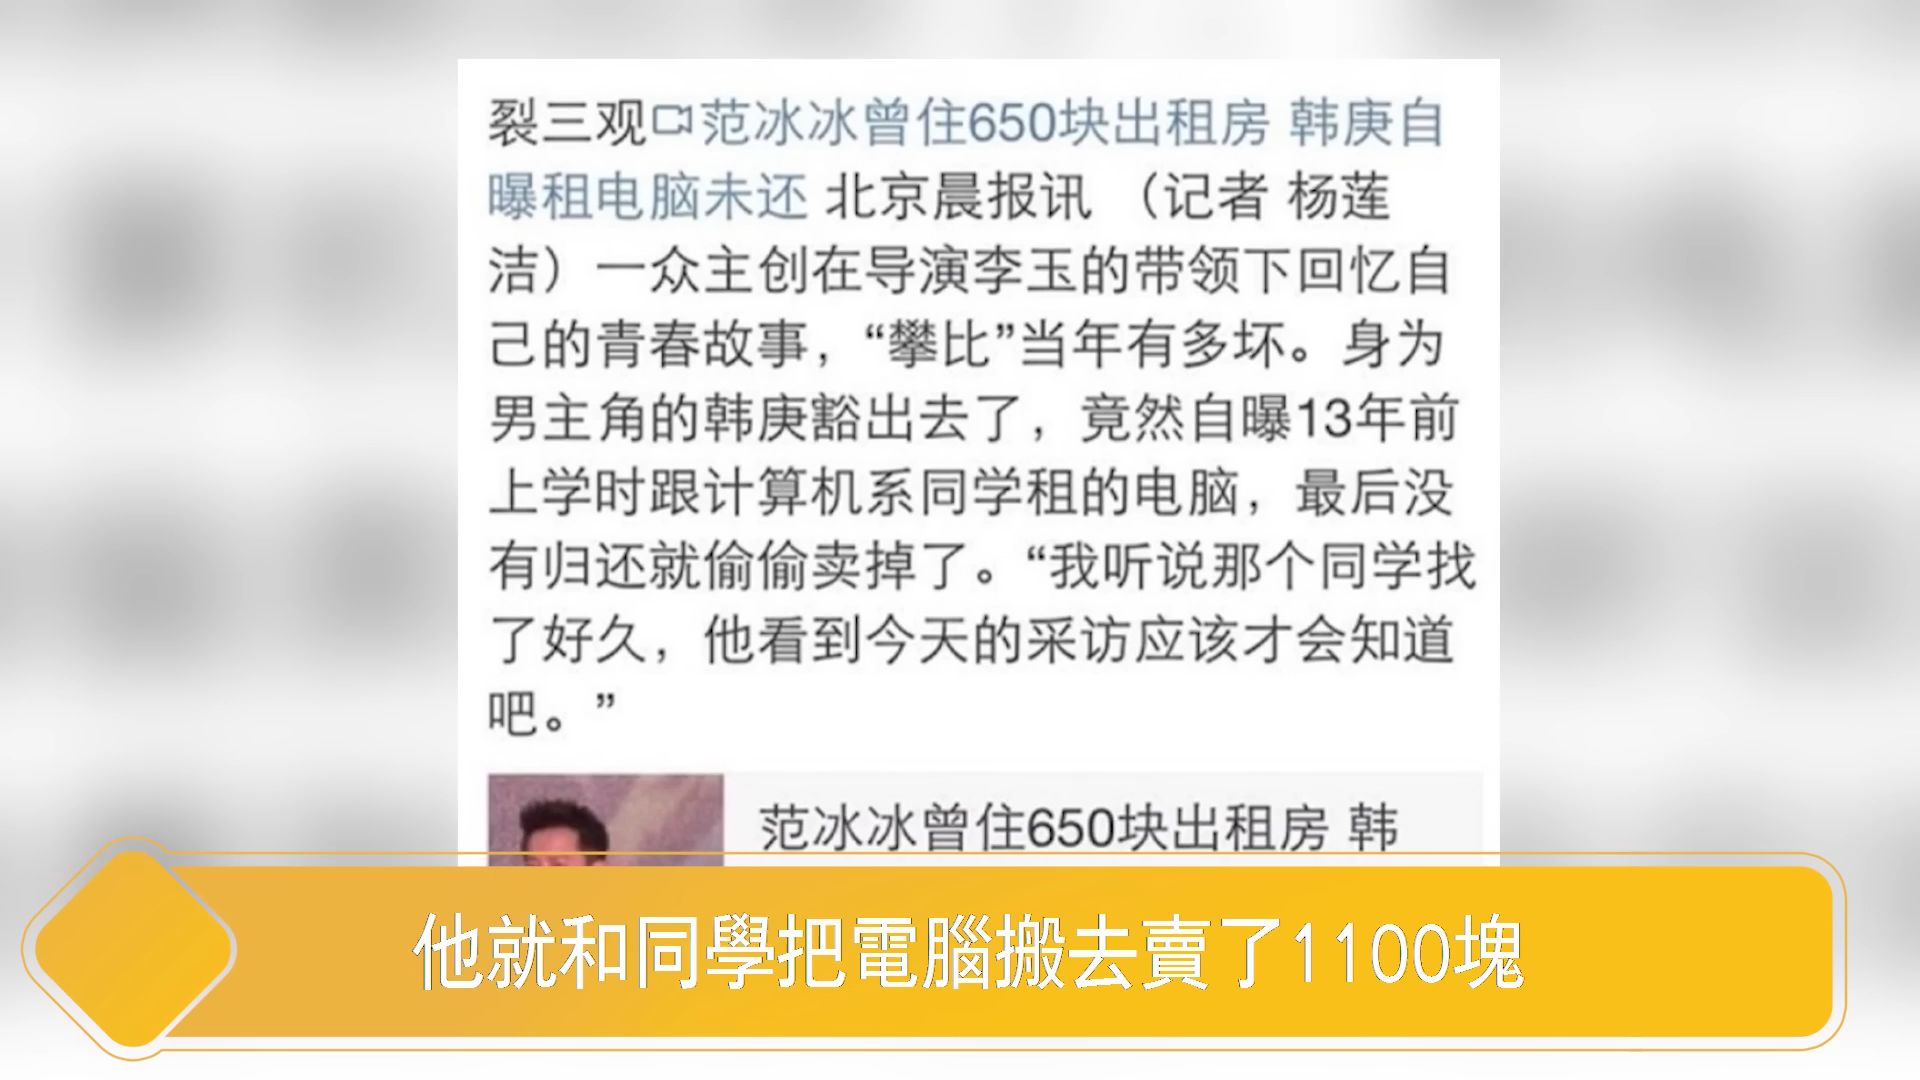 裂三观范冰冰曾住650块出租房 韩庚自
曝租电脑未还 北京晨报讯 （记者 杨莲
洁）一众主创在导演李玉的带领下回忆自
己的青春故事，“攀比”当年有多坏。身为
男主角的韩庚豁出去了，竟然自曝13年前
上学时跟计算机系同学租的电脑，最后没
有归还就偷偷卖掉了。“我听说那个同学找
了好久，他看到今天的采访应该才会知道
吧。”
范冰冰曾住650块出租房 韩
他就和同學把電腦搬去賣了1100塊